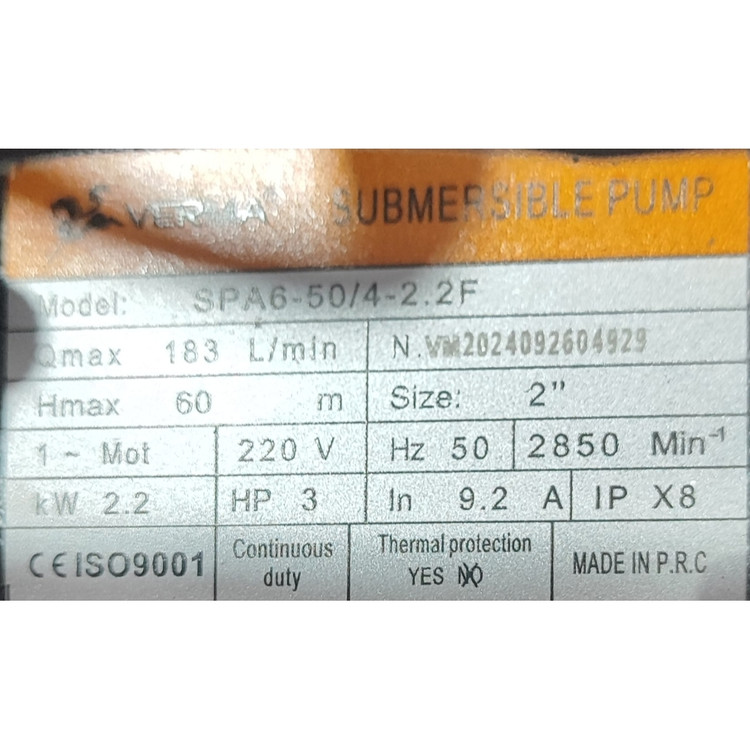 VERMA SUBMERSIBLE PUMP
Model: SPA6-50/4-2.2F
Qmax 183 L/min N.VM2024092604929
Hmax 60 m Size: 2"
1 ~ Mot 220 V Hz 50 2850 Min⁻¹
kW 2.2 HP 3 In 9.2 A IP X8
CE ISO9001 Continuous duty Thermal protection YES NO MADE IN P.R.C